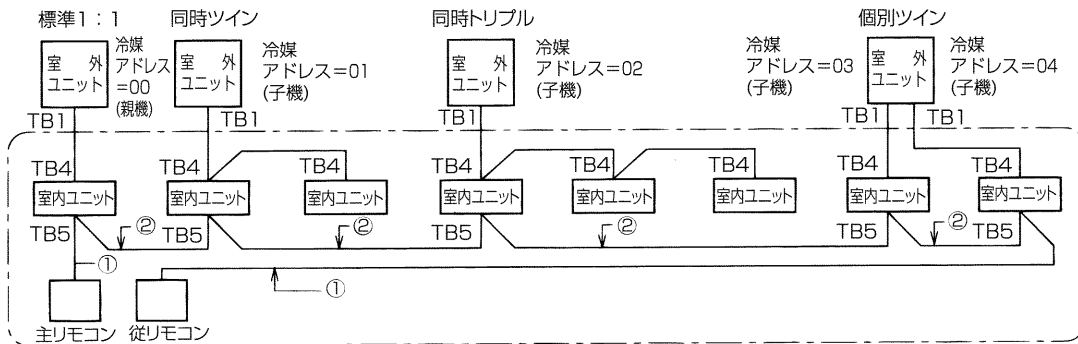 標準1：1
同時ツイン
同時トリプル
個別ツイン
室　外
ユニット
冷媒
アドレス
=00
(親機)
室　外
ユニット
冷媒
アドレス=01
(子機)
室　外
ユニット
冷媒
アドレス=02
(子機)
冷媒
アドレス=03
(子機)
室　外
ユニット
冷媒
アドレス=04
(子機)
TB1
TB1
TB1
TB1
TB1
TB4
TB4
TB4
TB4
TB4
TB4
TB4
TB4
室内ユニット
室内ユニット
室内ユニット
室内ユニット
室内ユニット
室内ユニット
室内ユニット
室内ユニット
TB5
②
TB5
②
TB5
②
TB5
②
TB5
①
①
主リモコン
従リモコン